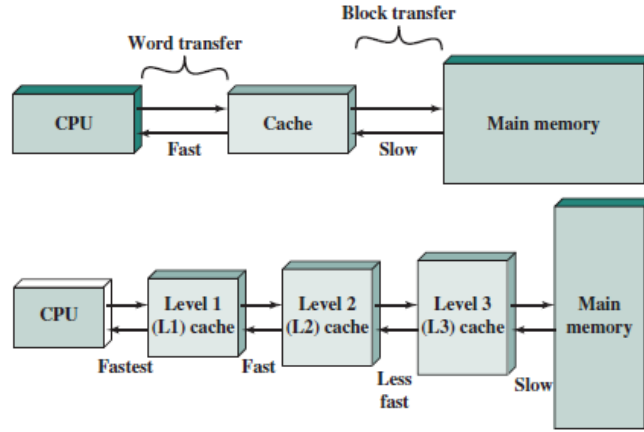 Block transfer
Word transfer
CPU
Cache
Main memory
Fast
Slow
CPU
Level 1
(L1) cache
Level 2
(L2) cache
Level 3
(L3) cache
Main
memory
Fastest
Fast
Less
fast
Slow